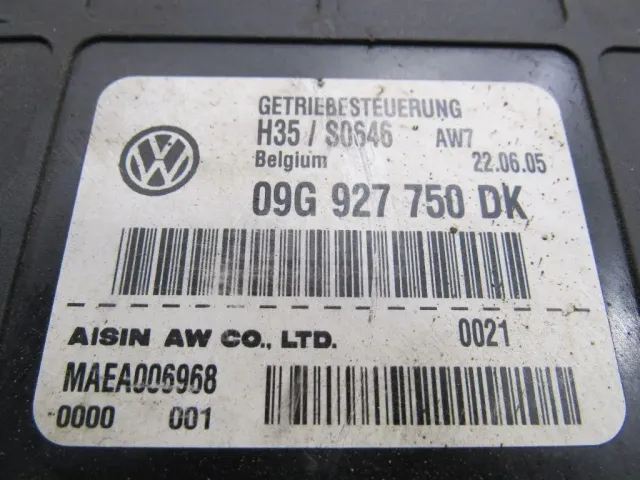 GETRIEBESTEUERUNG
H35 / S0646 AW7
Belgium 22.06.05
09G 927 750 DK
AISIN AW CO., LTD. 0021
MAEA006968
0000 001